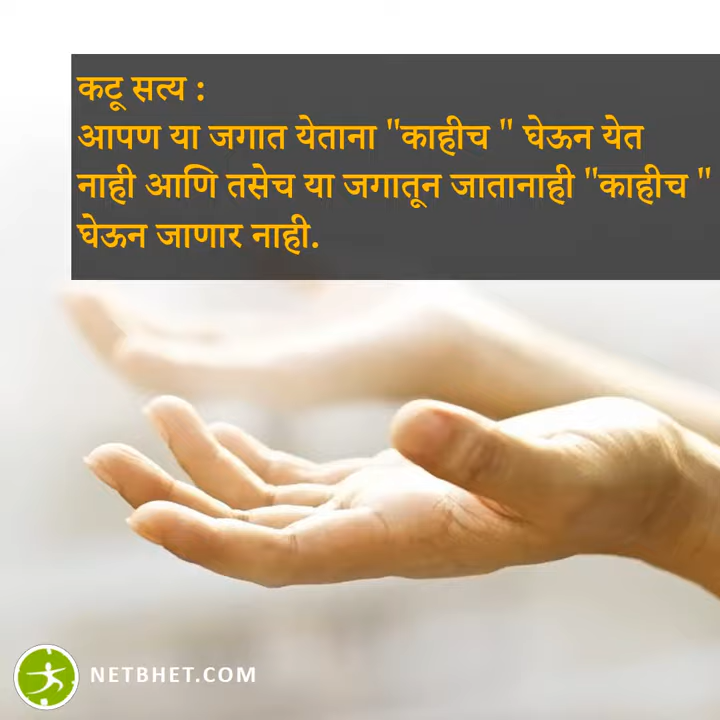 कटू सत्य :
आपण या जगात येताना "काहीच " घेऊन येत
नाही आणि तसेच या जगातून जातानाही "काहीच "
घेऊन जाणार नाही.
NETBHET.COM